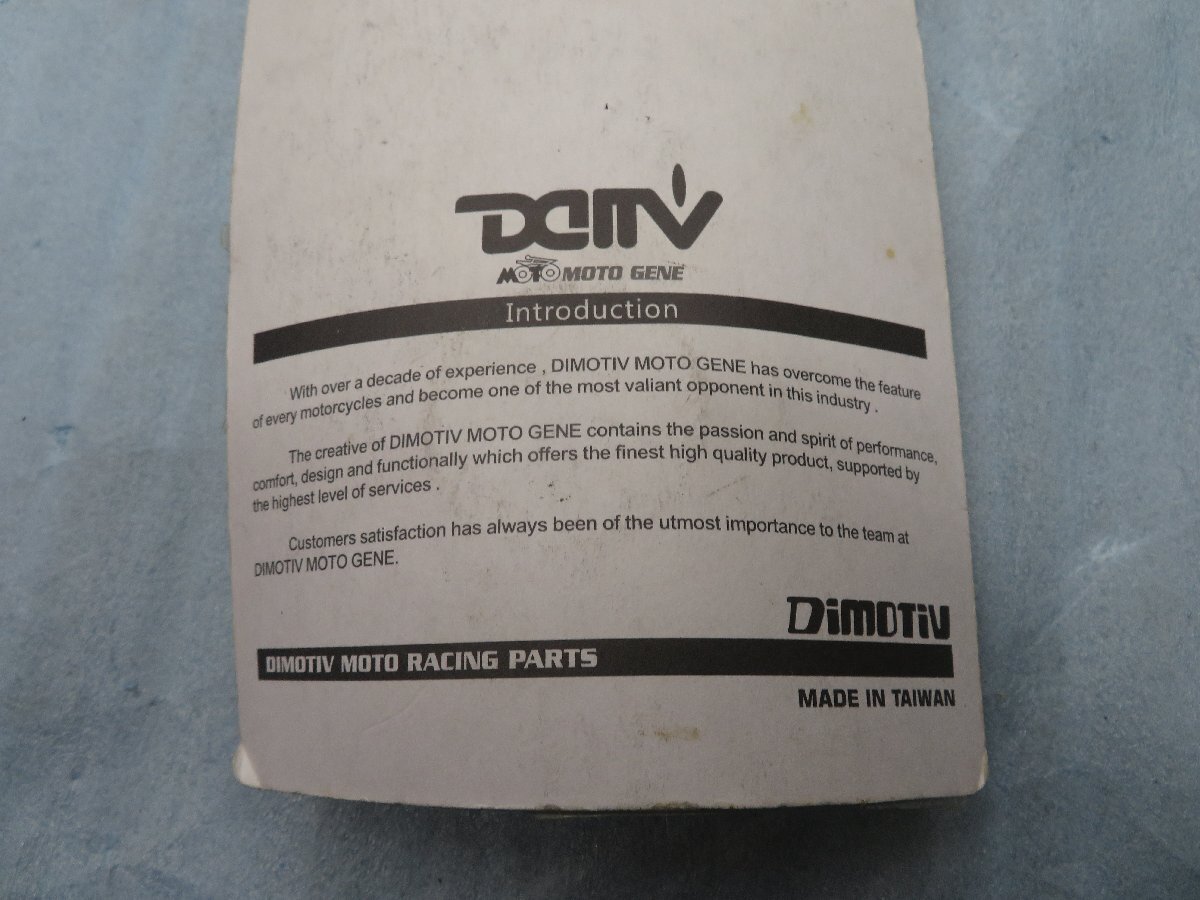 DCMV
MOTO MOTO GENE
Introduction
With over a decade of experience , DIMOTIV MOTO GENE has overcome the feature
of every motorcycles and become one of the most valiant opponent in this industry .
The creative of DIMOTIV MOTO GENE contains the passion and spirit of performance,
comfort, design and functionally which offers the finest high quality product, supported by
the highest level of services .
Customers satisfaction has always been of the utmost importance to the team at
DIMOTIV MOTO GENE.
DiMOTiV
DIMOTIV MOTO RACING PARTS
MADE IN TAIWAN